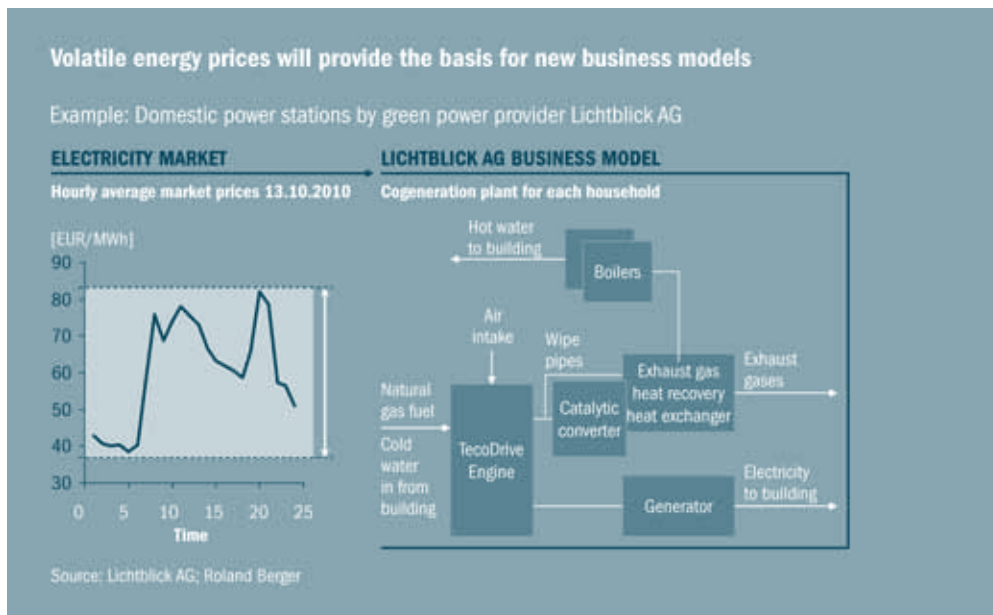 Volatile energy prices will provide the basis for new business models
Example: Domestic power stations by green power provider Lichtblick AG
ELECTRICITY MARKET
Hourly average market prices 13.10.2010
[EUR/MWh]
90
80
70
60
50
40
30
0 5 10 15 20 25
Time
LICHTBLICK AG BUSINESS MODEL
Cogeneration plant for each household
Hot water
to building
Boilers
Air
intake
Wipe
pipes
Natural
gas fuel
Cold
water
in from
building
TecoDrive
Engine
Catalytic
converter
Exhaust gas
heat recovery
heat exchanger
Exhaust
gases
Generator
Electricity
to building
Source: Lichtblick AG; Roland Berger